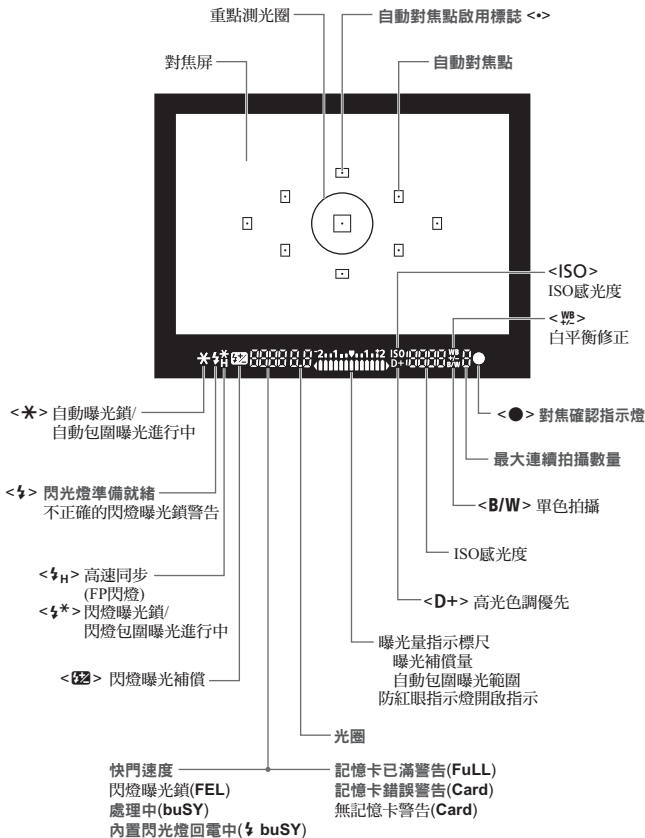 重點測光圈
自動對焦點啟用標誌 <•>
對焦屏
自動對焦點
<ISO>
ISO感光度
<WB+/->
白平衡修正
ISO
D+
WB+/-
B/W
<✱> 自動曝光鎖/
自動包圍曝光進行中
<●> 對焦確認指示燈
最大連續拍攝數量
<⚡> 閃光燈準備就緒
不正確的閃燈曝光鎖警告
<B/W> 單色拍攝
ISO感光度
<⚡H> 高速同步
(FP閃燈)
<⚡✱> 閃燈曝光鎖/
閃燈包圍曝光進行中
<D+> 高光色調優先
曝光量指示標尺
曝光補償量
自動包圍曝光範圍
防紅眼指示燈開啟指示
<⚡±> 閃燈曝光補償
光圈
快門速度
閃燈曝光鎖(FEL)
處理中(buSY)
內置閃光燈回電中(⚡ buSY)
記憶卡已滿警告(FuLL)
記憶卡錯誤警告(Card)
無記憶卡警告(Card)